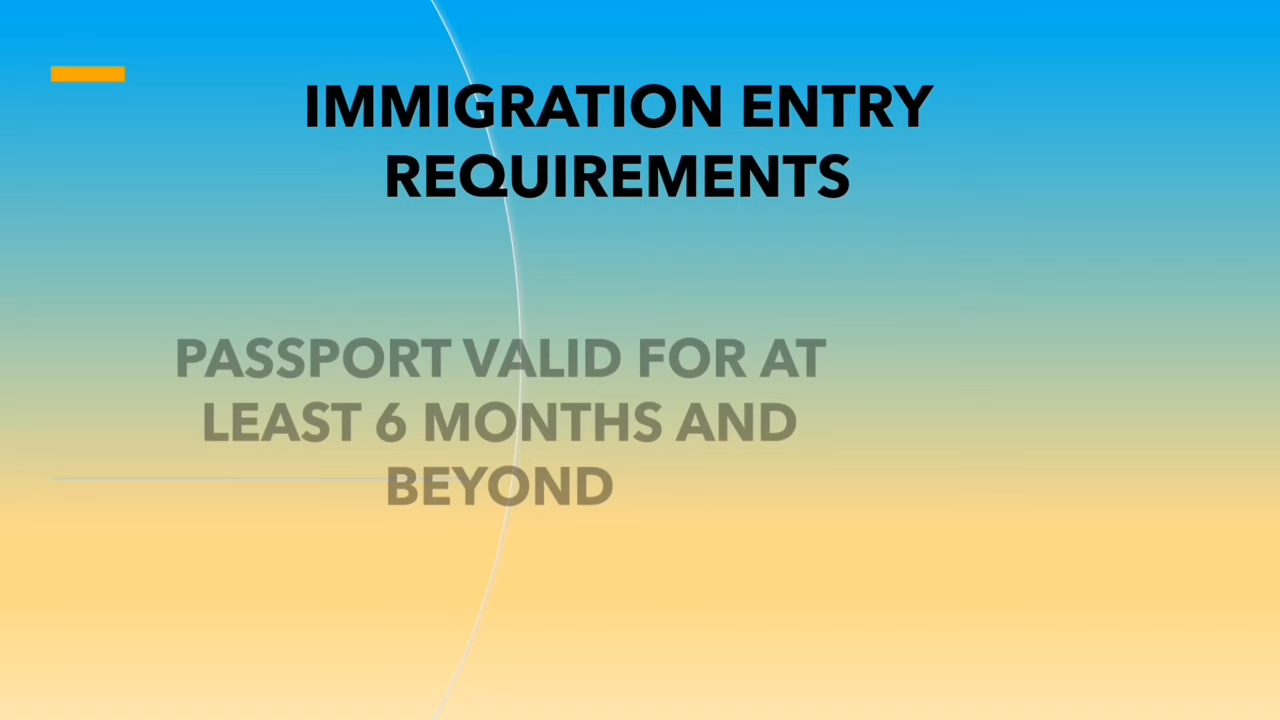 IMMIGRATION ENTRY
REQUIREMENTS
PASSPORT VALID FOR AT
LEAST 6 MONTHS AND
BEYOND